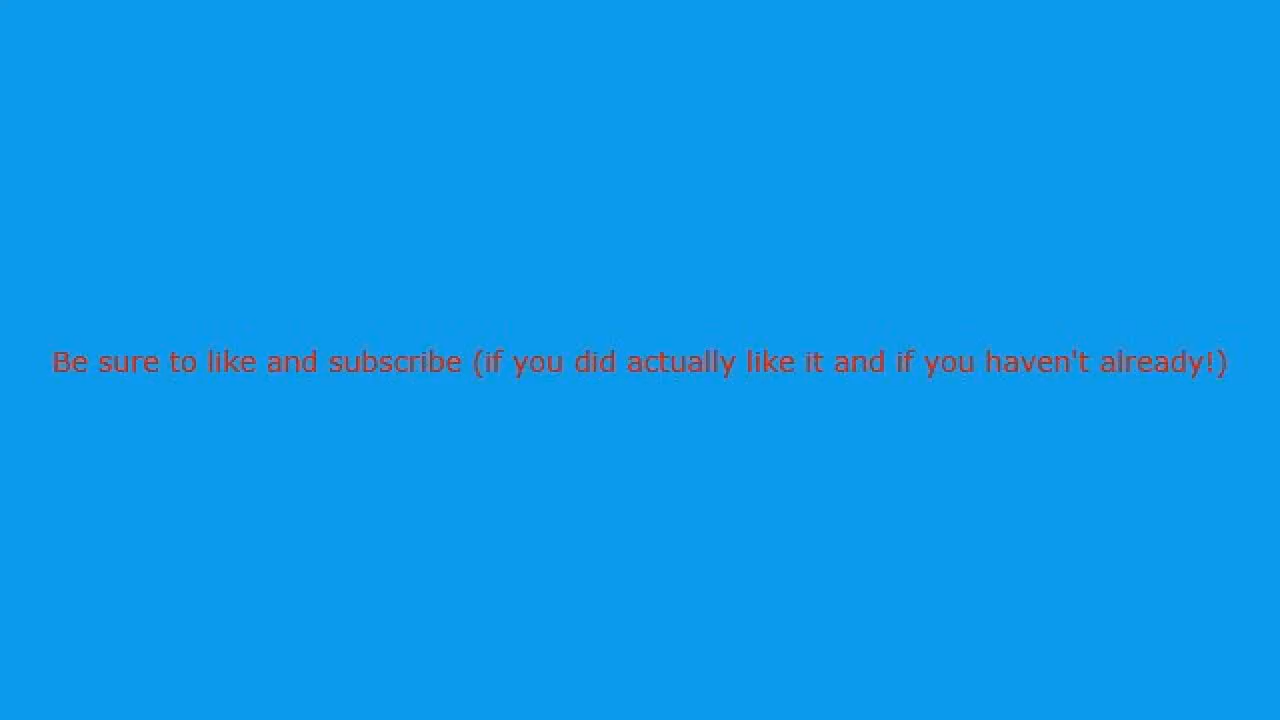 Be sure to like and subscribe (if you did actually like it and if you haven't already!)